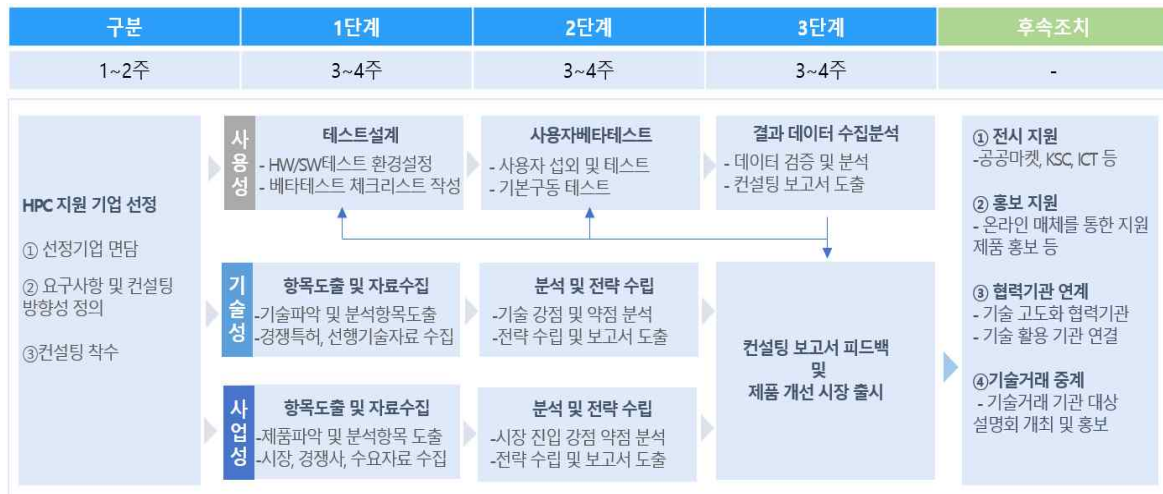 구분
1단계
2단계
3단계
후속조치
1~2주
3~4주
3~4주
3~4주
-
HPC 지원 기업 선정
① 선정기업 면담
② 요구사항 및 컨설팅
방향성 정의
③컨설팅 착수
사용성
테스트설계
- HW/SW테스트 환경설정
- 베타테스트 체크리스트 작성
사용자베타테스트
- 사용자 섭외 및 테스트
- 기본구동 테스트
결과 데이터 수집분석
- 데이터 검증 및 분석
- 컨설팅 보고서 도출
기술성
항목도출 및 자료수집
-기술파악 및 분석항목도출
-경쟁특허, 선행기술자료 수집
분석 및 전략 수립
-기술 강점 및 약점 분석
-전략 수립 및 보고서 도출
사업성
항목도출 및 자료수집
-제품파악 및 분석항목 도출
-시장, 경쟁사, 수요자료 수집
분석 및 전략 수립
-시장 진입 강점 약점 분석
-전략 수립 및 보고서 도출
컨설팅 보고서 피드백
및
제품 개선 시장 출시
① 전시 지원
-공공마켓, KSC, ICT 등
② 홍보 지원
- 온라인 매체를 통한 지원
제품 홍보 등
③ 협력기관 연계
- 기술 고도화 협력기관
- 기술 활용 기관 연결
④기술거래 중계
- 기술거래 기관 대상
설명회 개최 및 홍보